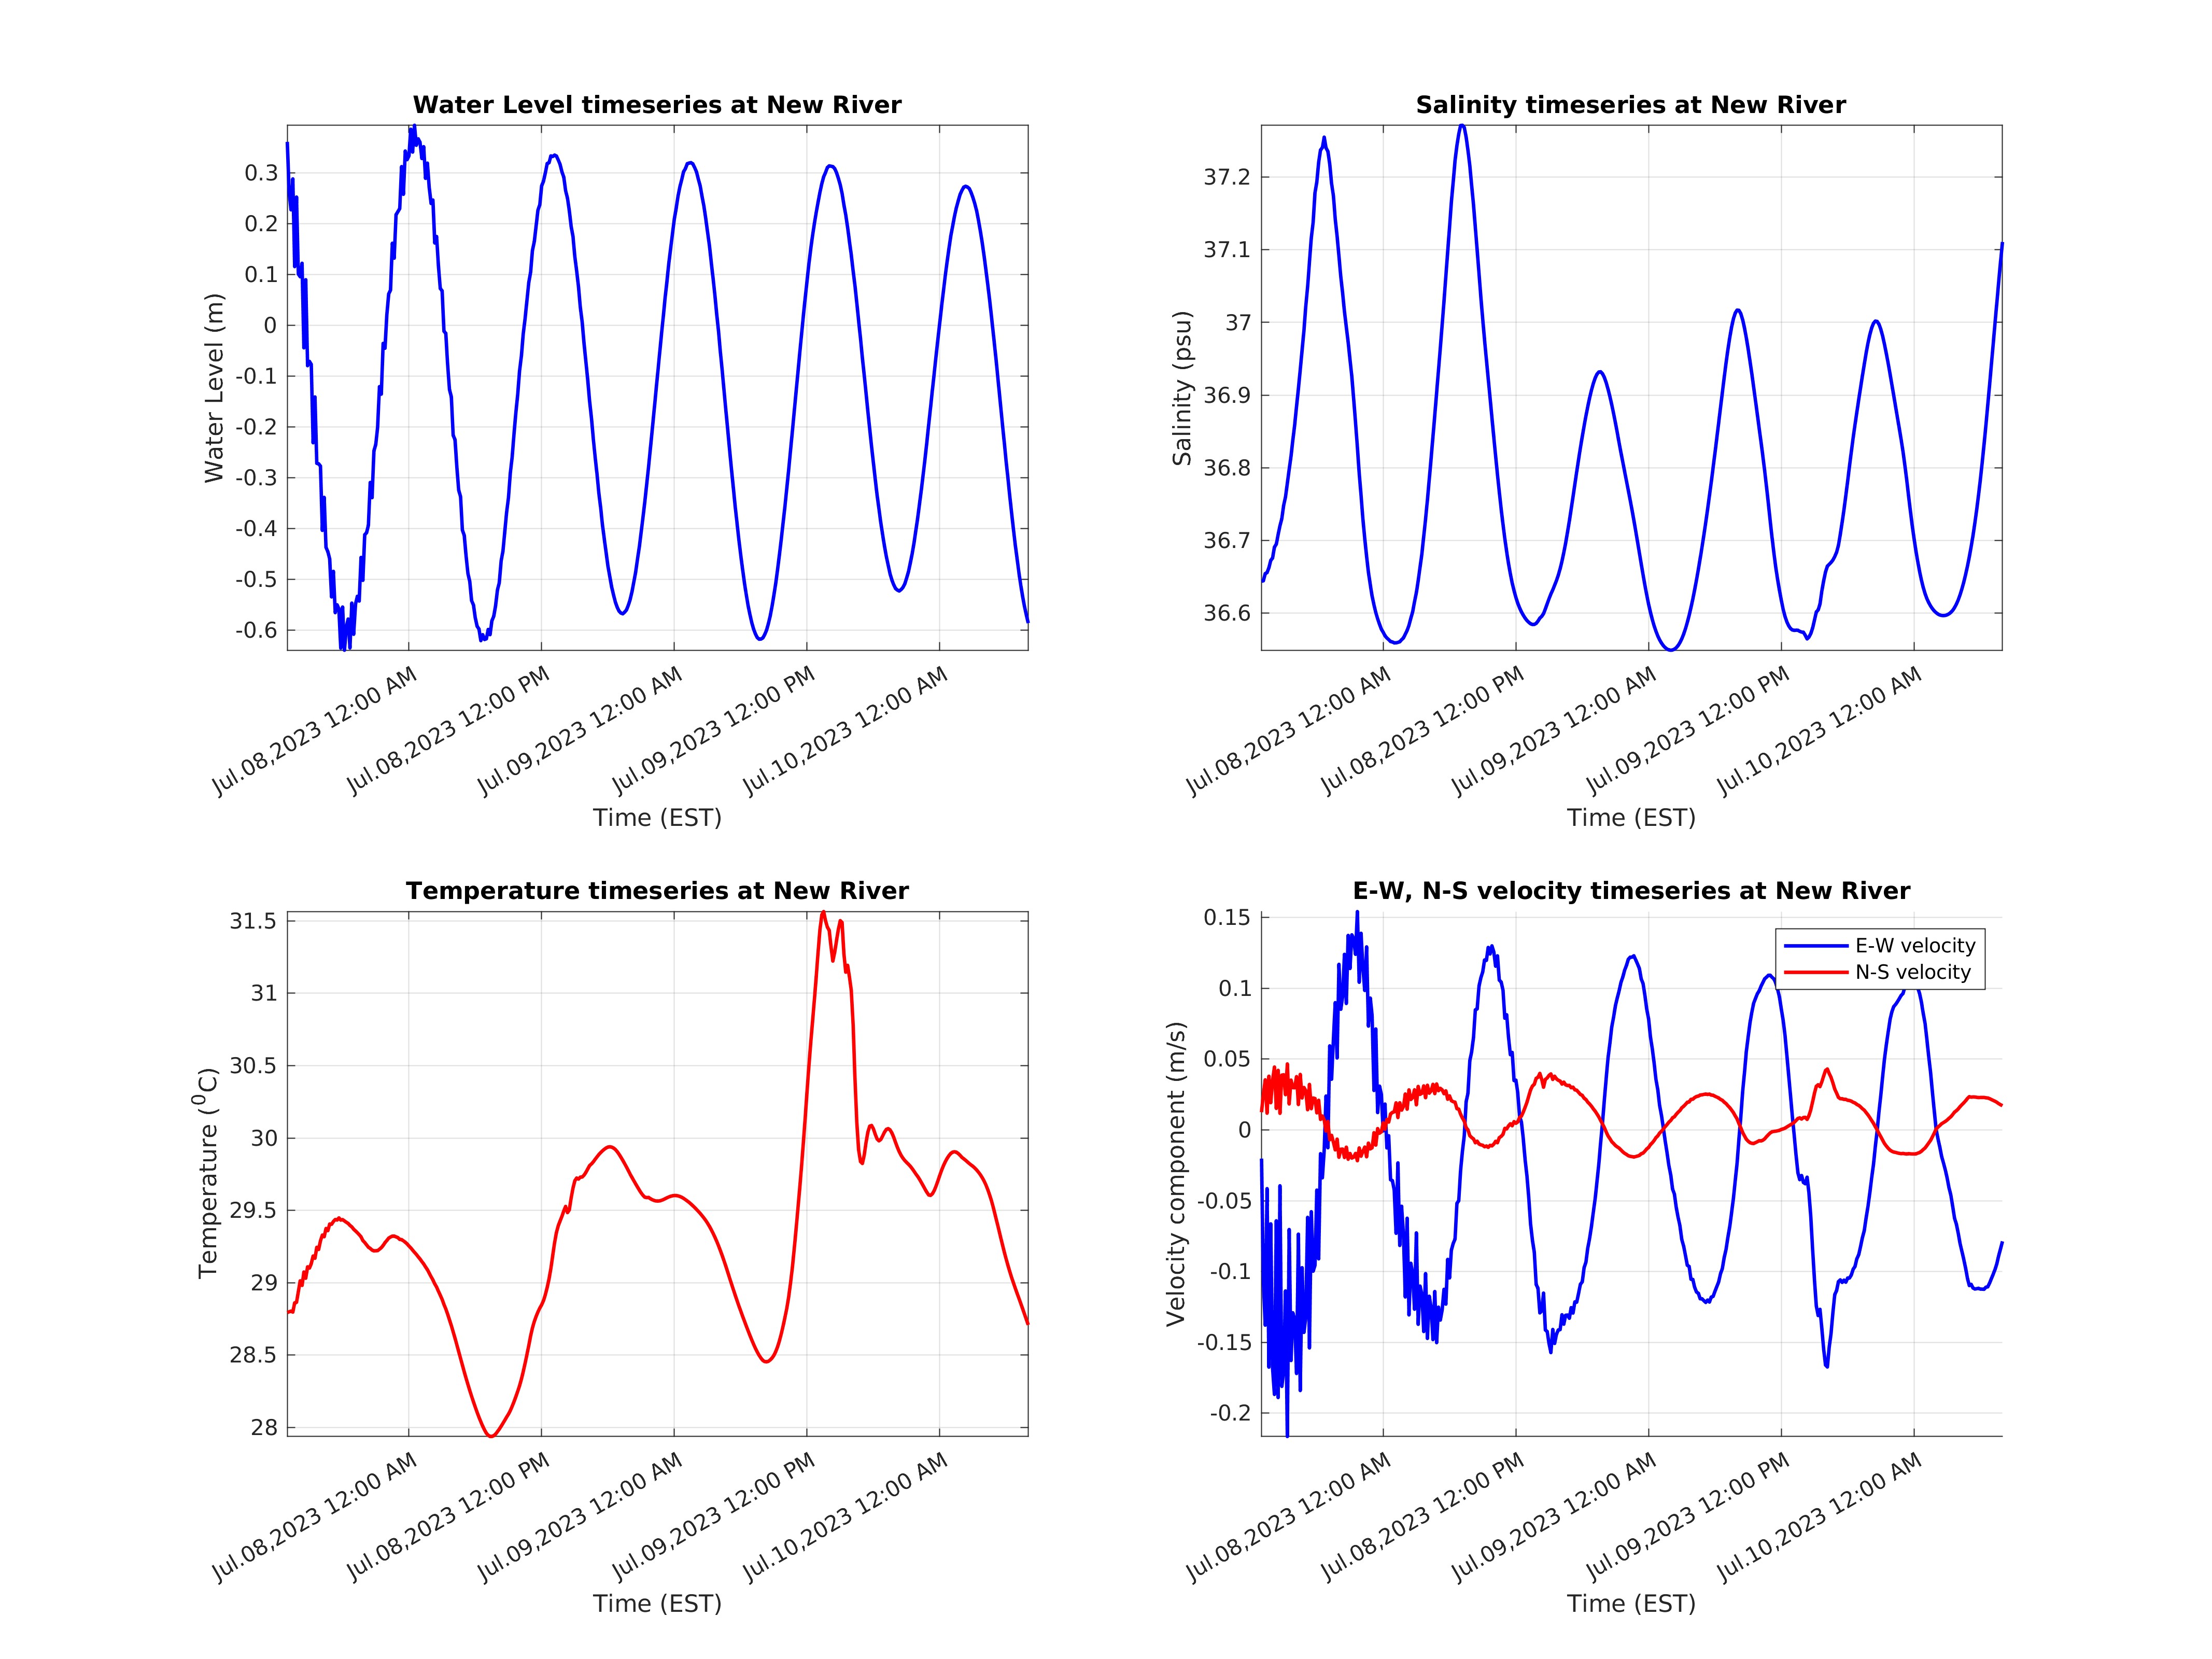 Water Level timeseries at New River
Water Level (m)
0.3
0.2
0.1
0
-0.1
-0.2
-0.3
-0.4
-0.5
-0.6
Jul.08,2023 12:00 AM
Jul.08,2023 12:00 PM
Jul.09,2023 12:00 AM
Jul.09,2023 12:00 PM
Jul.10,2023 12:00 AM
Time (EST)
Salinity timeseries at New River
Salinity (psu)
37.2
37.1
37
36.9
36.8
36.7
36.6
Jul.08,2023 12:00 AM
Jul.08,2023 12:00 PM
Jul.09,2023 12:00 AM
Jul.09,2023 12:00 PM
Jul.10,2023 12:00 AM
Time (EST)
Temperature timeseries at New River
Temperature (⁰C)
31.5
31
30.5
30
29.5
29
28.5
28
Jul.08,2023 12:00 AM
Jul.08,2023 12:00 PM
Jul.09,2023 12:00 AM
Jul.09,2023 12:00 PM
Jul.10,2023 12:00 AM
Time (EST)
E-W, N-S velocity timeseries at New River
Velocity component (m/s)
0.15
0.1
0.05
0
-0.05
-0.1
-0.15
-0.2
E-W velocity
N-S velocity
Jul.08,2023 12:00 AM
Jul.08,2023 12:00 PM
Jul.09,2023 12:00 AM
Jul.09,2023 12:00 PM
Jul.10,2023 12:00 AM
Time (EST)